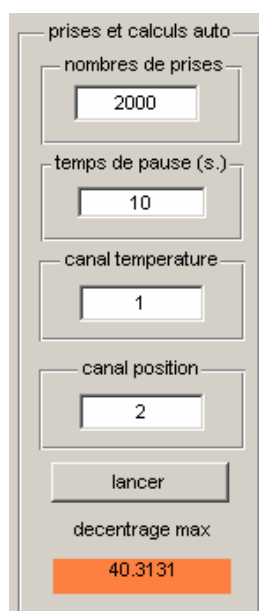 prises et calculs auto
nombres de prises
2000
temps de pause (s.)
10
canal temperature
1
canal position
2
lancer
decentrage max
40.3131